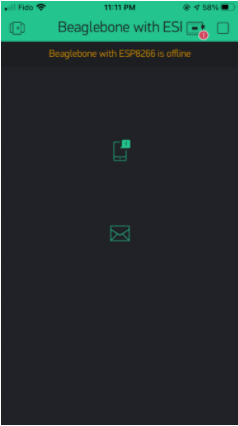 Fido 11:11 PM 58%
Beaglebone with ESI
Beaglebone with ESP8266 is offline